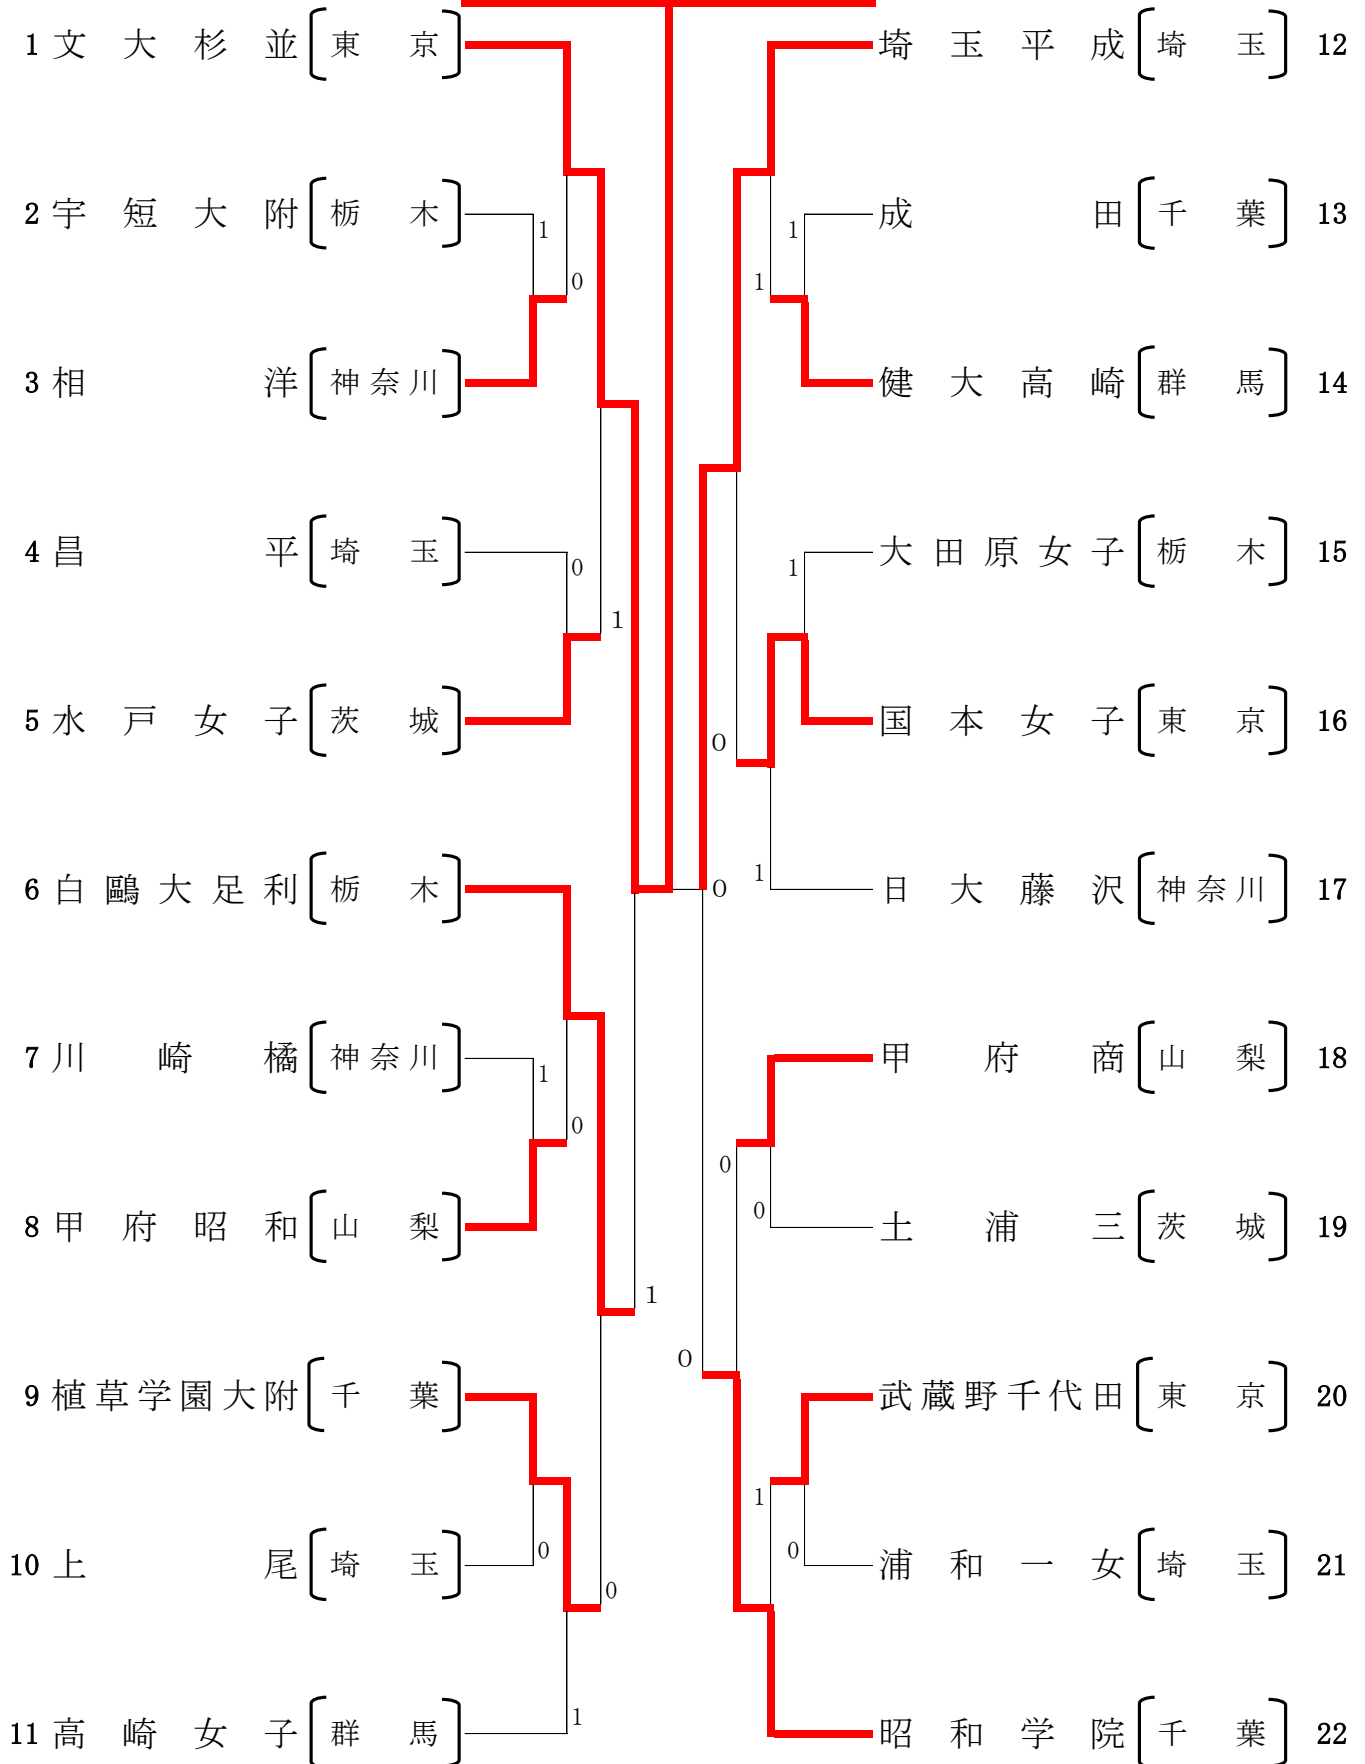 1 文大杉並 東京
2 宇短大附 栃木
1
0
3 相洋 神奈川
4 昌平 埼玉
0
1
5 水戸女子 茨城
6 白鷗大足利 栃木
7 川崎橘 神奈川
1
0
8 甲府昭和 山梨
1
9 植草学園大附 千葉
10 上尾 埼玉
0
0
11 高崎女子 群馬
1
埼玉平成 埼玉 12
成田 千葉 13
1
1
健大高崎 群馬 14
大田原女子 栃木 15
1
国本女子 東京 16
0
日大藤沢 神奈川 17
1
0
甲府商 山梨 18
0
土浦三 茨城 19
0
0
武蔵野千代田 東京 20
1
浦和一女 埼玉 21
0
昭和学院 千葉 22